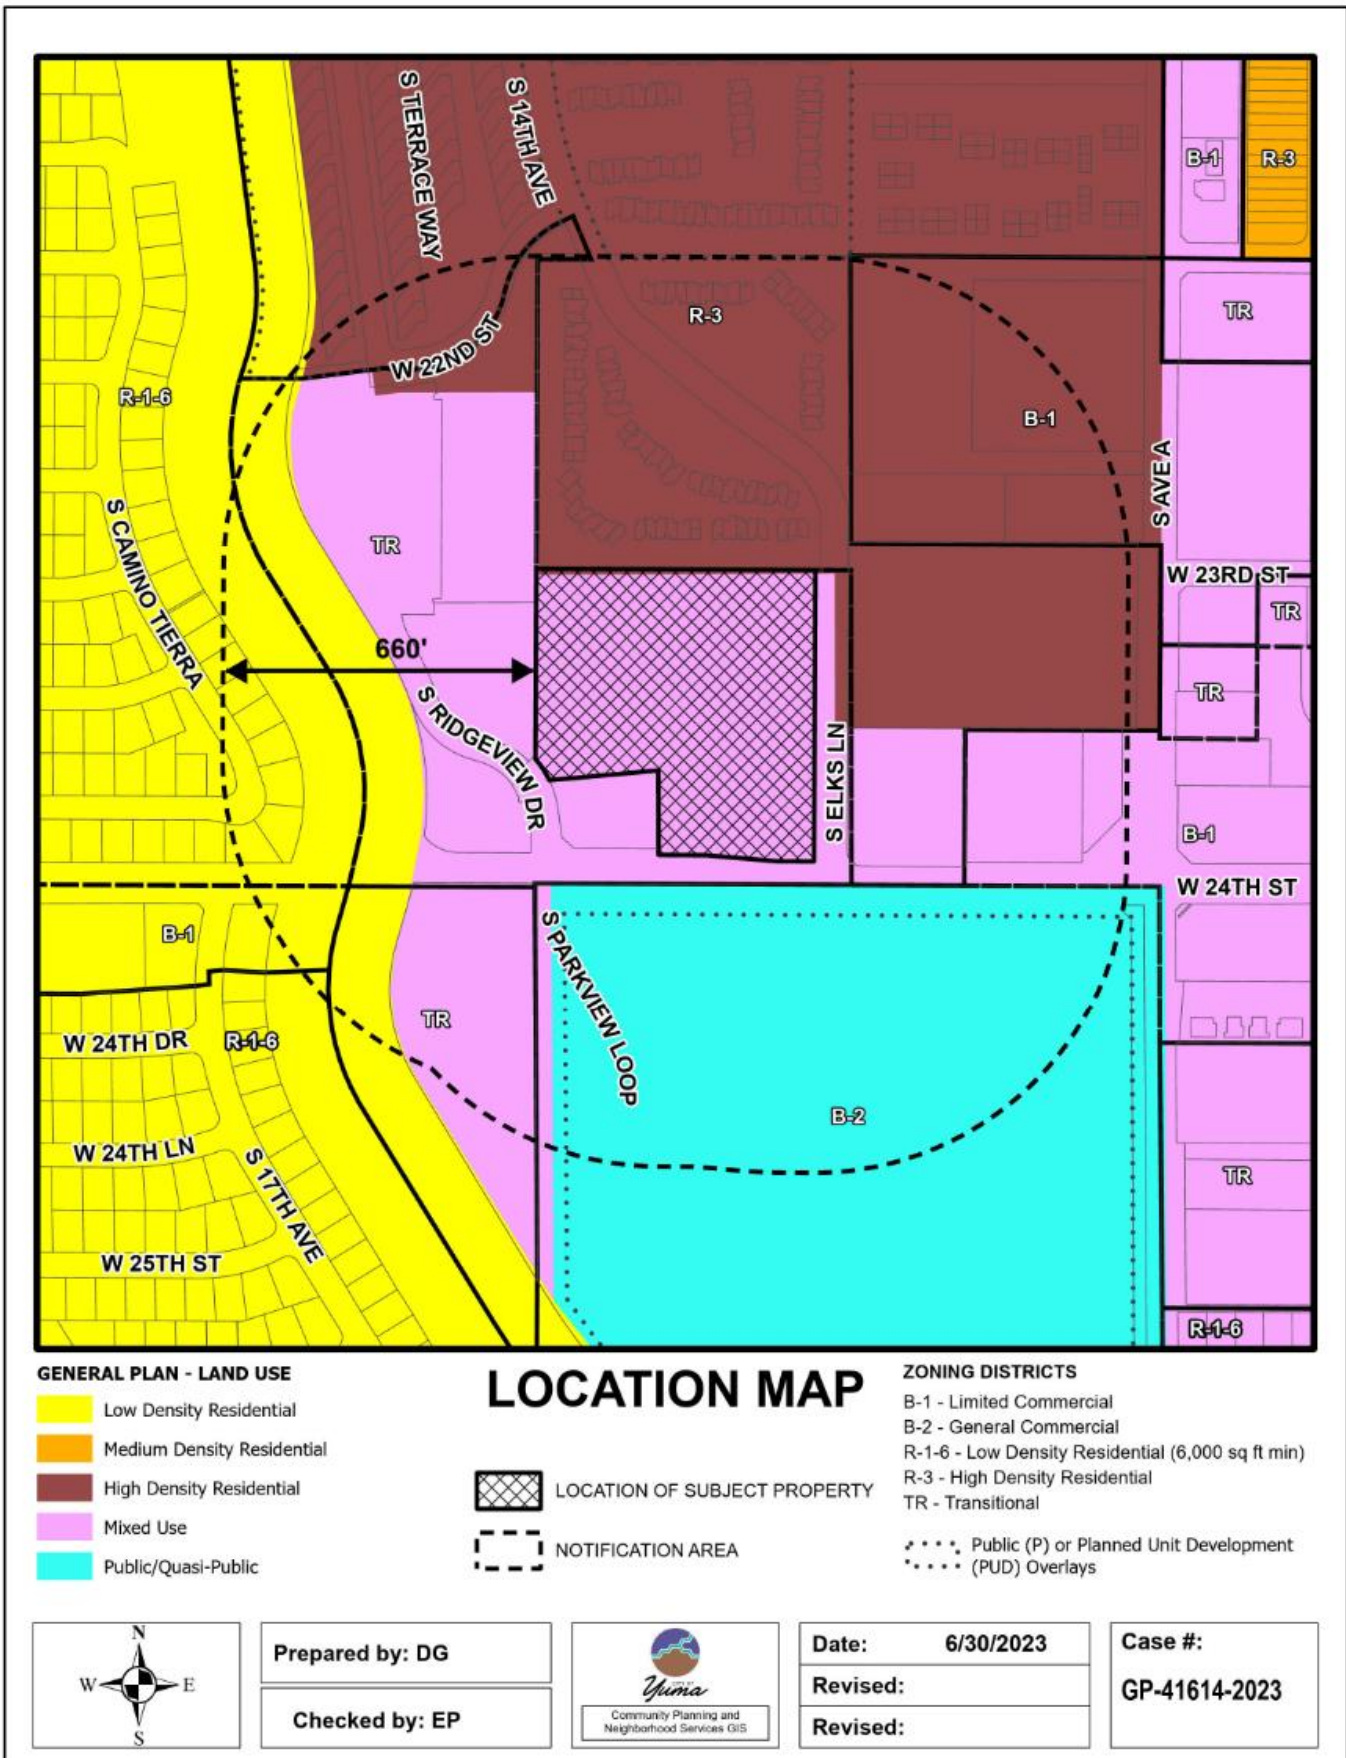 S TERRACE WAY
S 14TH AVE
B-1
R-3
TR
W 22ND ST
R-3
R-1-6
B-1
S AVE A
S CAMINO TIERRA
TR
W 23RD ST
TR
660'
S RIDGEVIEW DR
TR
S ELKS LN
B-1
W 24TH ST
B-1
S PARKVIEW LOOP
TR
W 24TH DR
R-1-6
B-2
W 24TH LN
S 17TH AVE
TR
W 25TH ST
R-1-6
GENERAL PLAN - LAND USE
Low Density Residential
Medium Density Residential
High Density Residential
Mixed Use
Public/Quasi-Public
LOCATION MAP
LOCATION OF SUBJECT PROPERTY
NOTIFICATION AREA
ZONING DISTRICTS
B-1 - Limited Commercial
B-2 - General Commercial
R-1-6 - Low Density Residential (6,000 sq ft min)
R-3 - High Density Residential
TR - Transitional
Public (P) or Planned Unit Development
(PUD) Overlays
N
W E
S
Prepared by: DG
Checked by: EP
CITY OF
Yuma
Community Planning and
Neighborhood Services GIS
Date: 6/30/2023
Revised:
Revised:
Case #:
GP-41614-2023